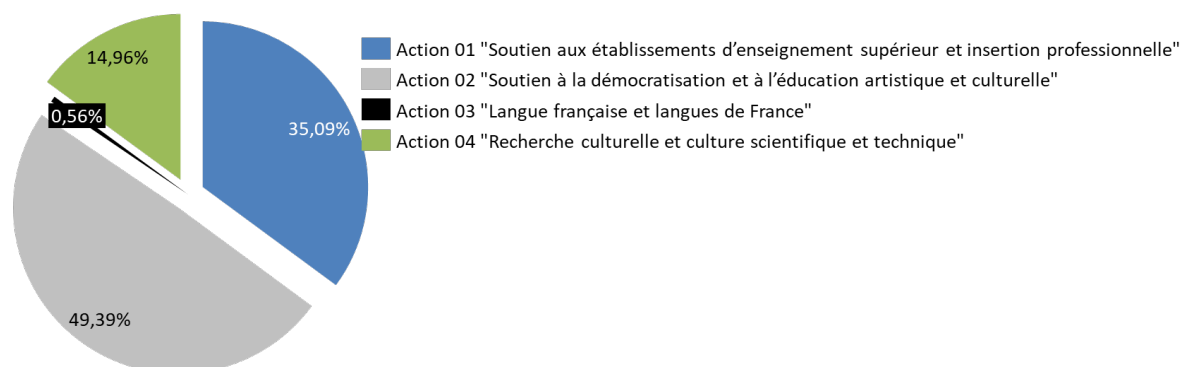 14,96%
0,56%
35,09%
49,39%
Action 01 "Soutien aux établissements d’enseignement supérieur et insertion professionnelle"
Action 02 "Soutien à la démocratisation et à l’éducation artistique et culturelle"
Action 03 "Langue française et langues de France"
Action 04 "Recherche culturelle et culture scientifique et technique"